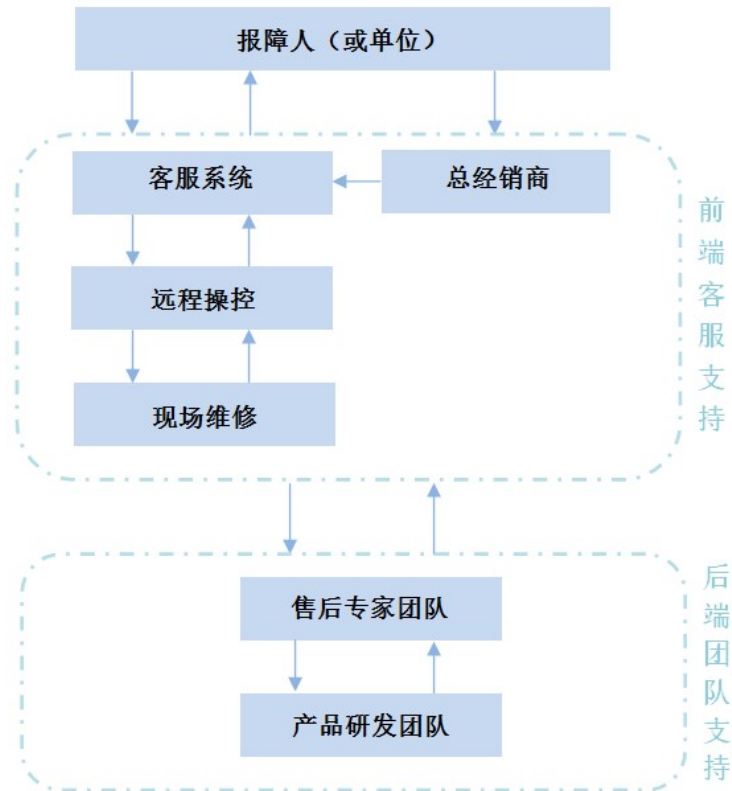 报障人（或单位）
客服系统
总经销商
远程操控
现场维修
前端客服支持
售后专家团队
产品研发团队
后端团队支持